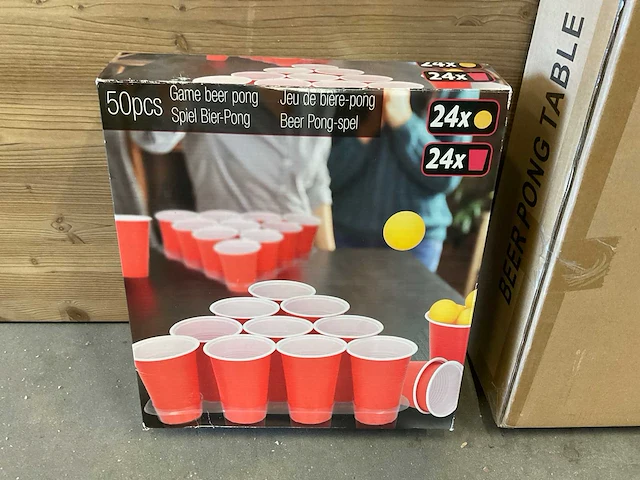 24x
24x
50pcs
Game beer pong
Spiel Bier-Pong
Jeu de bière-pong
Beer Pong-spel
24x
24x
BEER PONG TABLE